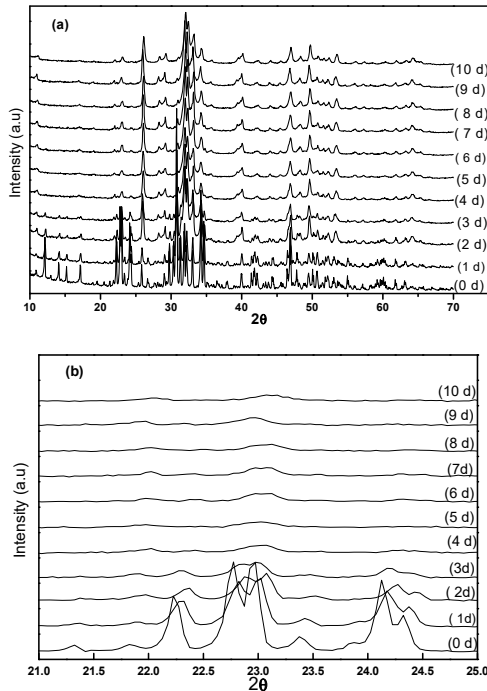 (a)
Intensity (a.u)
(10 d)
(9 d)
( 8 d)
( 7 d)
( 6 d)
(5 d)
(4 d)
(3 d)
(2 d)
(1 d)
(0 d)
10 20 30 40 50 60 70
2θ
(b)
Intensity (a.u)
(10 d)
(9 d)
(8 d)
(7d)
(6 d)
(5 d)
(4 d)
(3d)
( 2d)
( 1d)
(0 d)
21.0 21.5 22.0 22.5 23.0 23.5 24.0 24.5 25.0
2θ